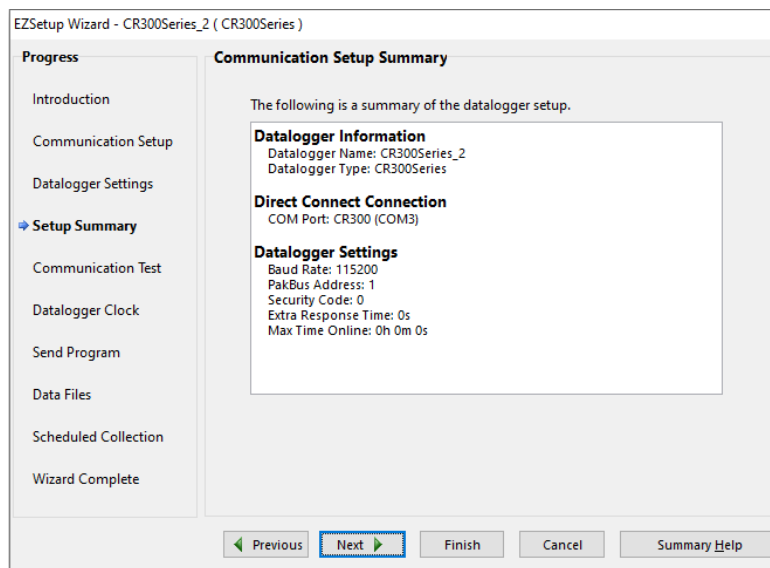 EZSetup Wizard - CR300Series_2 ( CR300Series )
Progress
Introduction
Communication Setup
Datalogger Settings
Setup Summary
Communication Test
Datalogger Clock
Send Program
Data Files
Scheduled Collection
Wizard Complete
Communication Setup Summary
The following is a summary of the datalogger setup.
Datalogger Information
Datalogger Name: CR300Series_2
Datalogger Type: CR300Series
Direct Connect Connection
COM Port: CR300 (COM3)
Datalogger Settings
Baud Rate: 115200
PakBus Address: 1
Security Code: 0
Extra Response Time: 0s
Max Time Online: 0h 0m 0s
Previous
Next
Finish
Cancel
Summary Help